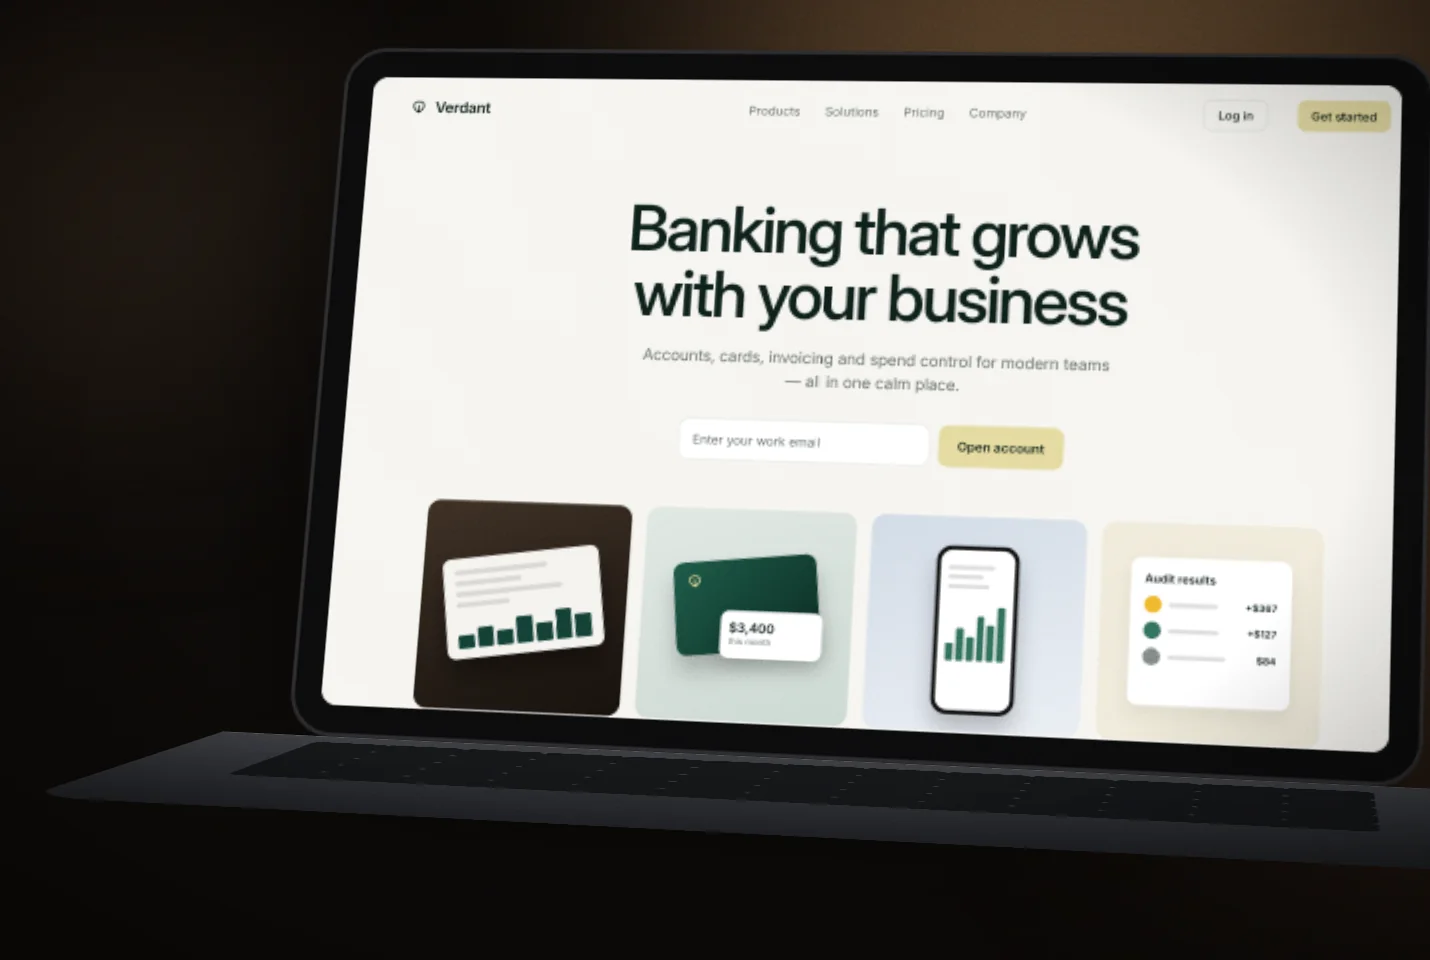 Verdant
Products Solutions Pricing Company
Log in
Get started
Banking that grows
with your business
Accounts, cards, invoicing and spend control for modern teams
— all in one calm place.
Enter your work email
Open account
$3,400
this month
Audit results
+$367
+$127
$84